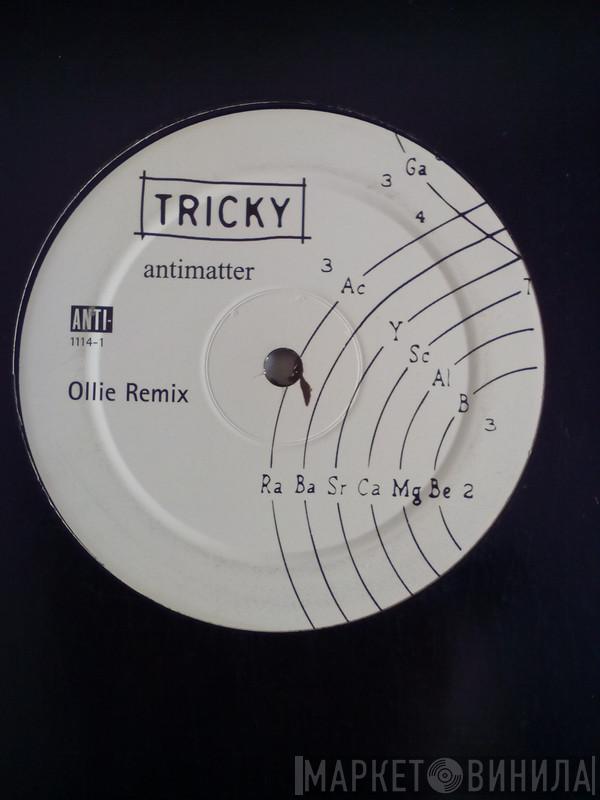 Ga
3
TRICKY
4
antimatter
3
Ac
T
ANTI-
1114-1
Y
Sc
Al
Ollie Remix
B
3
Ra Ba Sr Ca Mg Be 2
МАРКЕТ ВИНИЛА